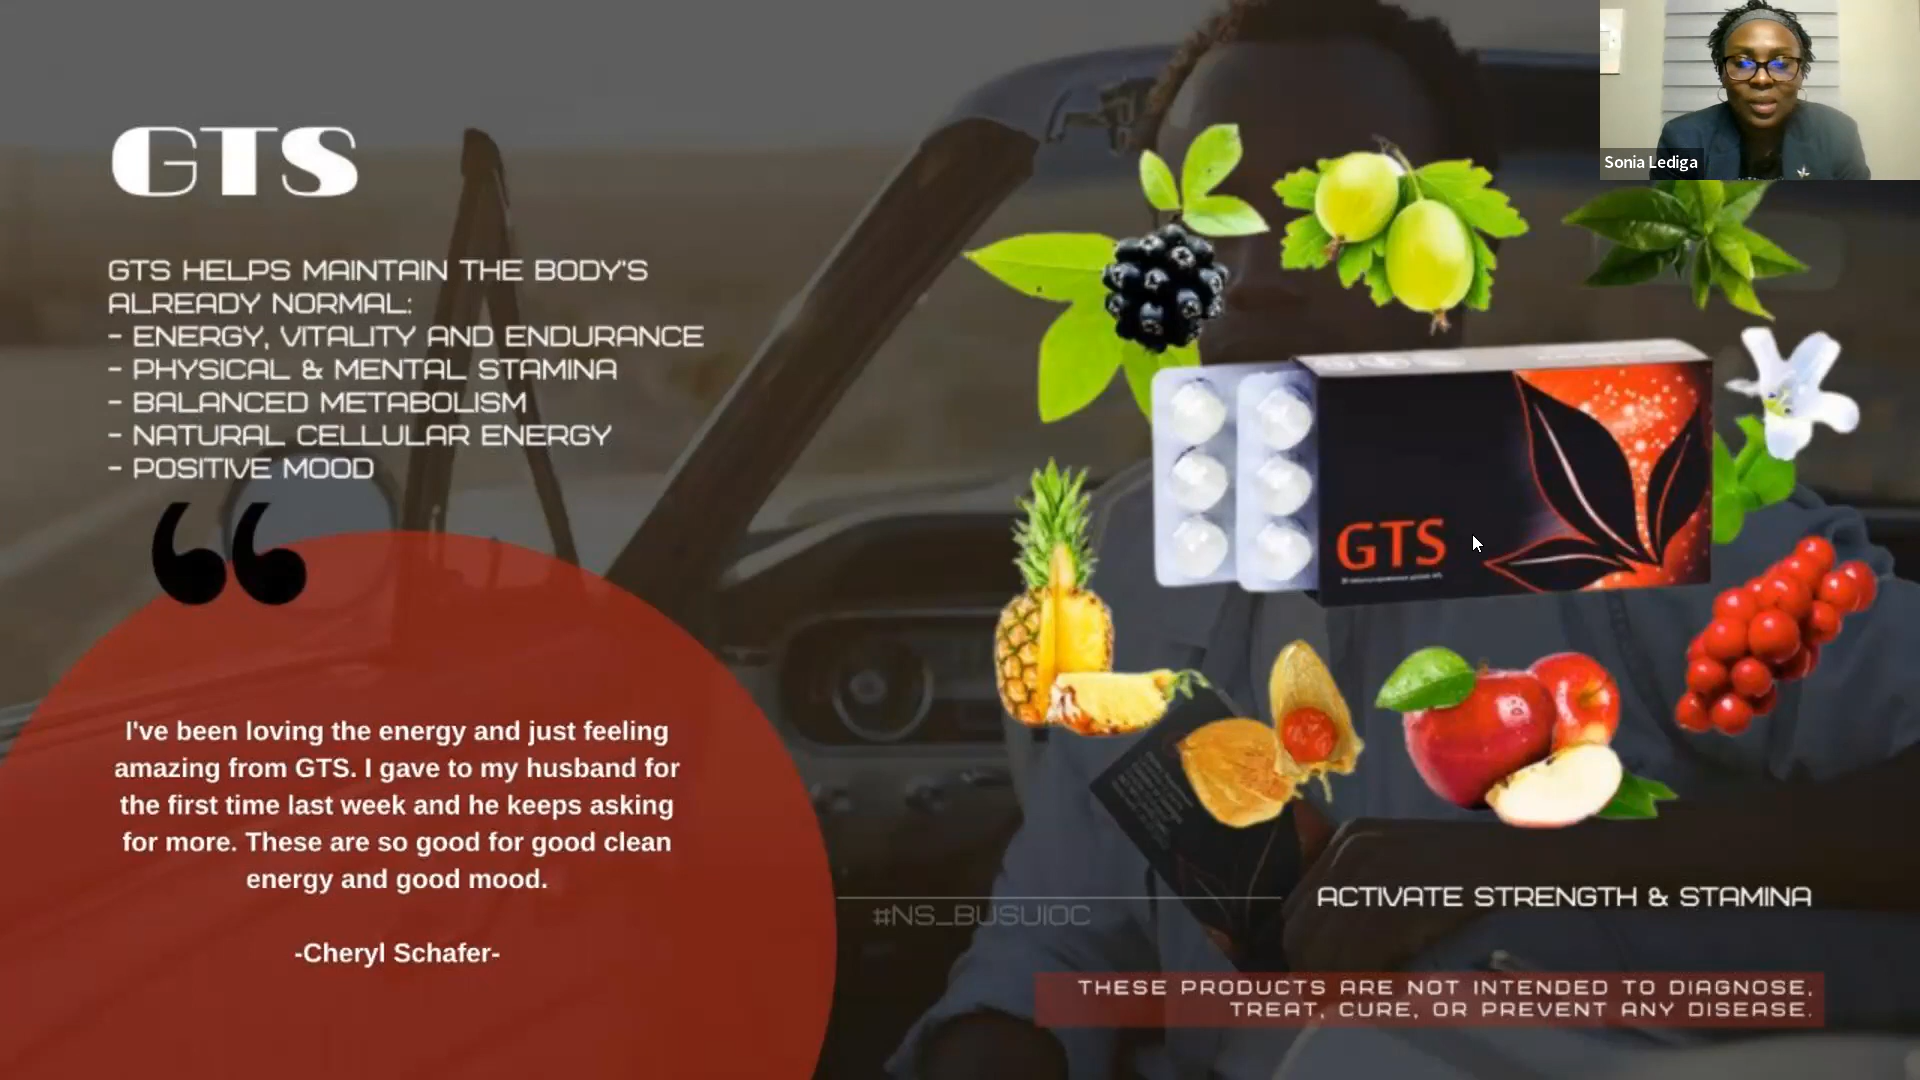 Sonia Lediga
GTS
GTS HELPS MAINTAIN THE BODY'S
ALREADY NORMAL:
- ENERGY, VITALITY AND ENDURANCE
- PHYSICAL & MENTAL STAMINA
- BALANCED METABOLISM
- NATURAL CELLULAR ENERGY
- POSITIVE MOOD
“
I've been loving the energy and just feeling
amazing from GTS. I gave to my husband for
the first time last week and he keeps asking
for more. These are so good for good clean
energy and good mood.
-Cheryl Schafer-
GTS
#NS_BUSUIOC
ACTIVATE STRENGTH & STAMINA
THESE PRODUCTS ARE NOT INTENDED TO DIAGNOSE,
TREAT, CURE, OR PREVENT ANY DISEASE.